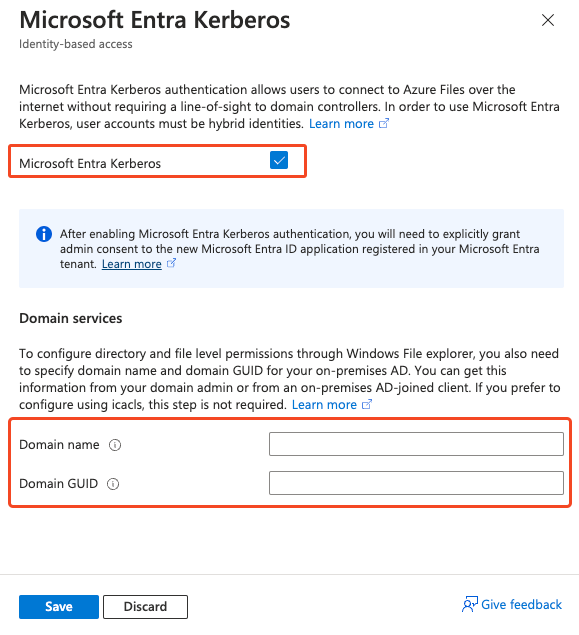 Microsoft Entra Kerberos
Identity-based access
Microsoft Entra Kerberos authentication allows users to connect to Azure Files over the
internet without requiring a line-of-sight to domain controllers. In order to use Microsoft Entra
Kerberos, user accounts must be hybrid identities. Learn more
Microsoft Entra Kerberos
After enabling Microsoft Entra Kerberos authentication, you will need to explicitly grant
admin consent to the new Microsoft Entra ID application registered in your Microsoft Entra
tenant. Learn more
Domain services
To configure directory and file level permissions through Windows File explorer, you also need
to specify domain name and domain GUID for your on-premises AD. You can get this
information from your domain admin or from an on-premises AD-joined client. If you prefer to
configure using icacls, this step is not required. Learn more
Domain name
Domain GUID
Save
Discard
Give feedback